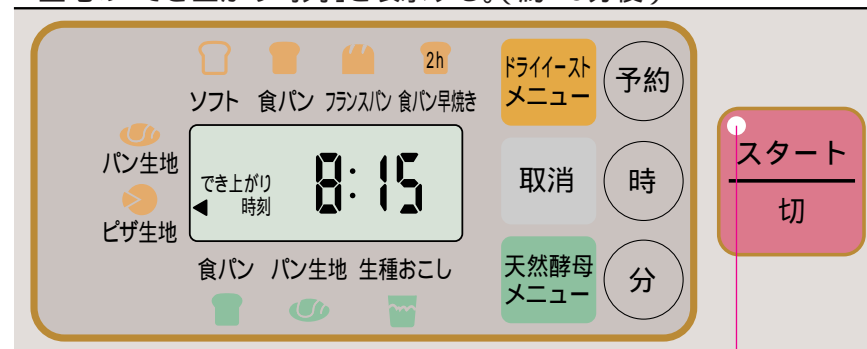 2h
ソフト 食パン フランスパン 食パン早焼き
ドライイースト
メニュー
予約
パン生地
ピザ生地
でき上がり
◀ 時刻
8:15
取消
時
スタート
切
食パン パン生地 生種おこし
天然酵母
メニュー
分